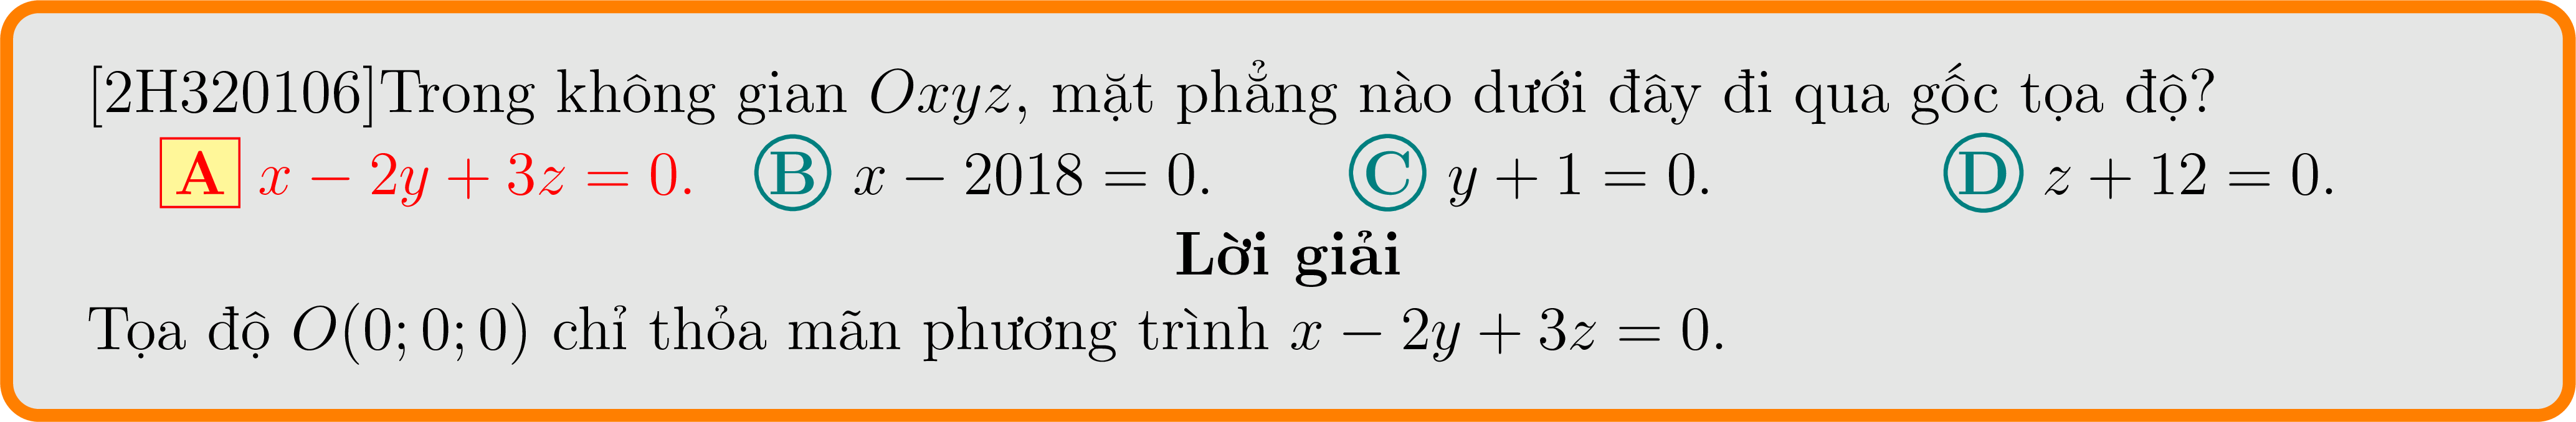 [2H320106]Trong không gian Oxyz, mặt phẳng nào dưới đây đi qua gốc tọa độ?
A x − 2y + 3z = 0. B x − 2018 = 0. C y + 1 = 0. D z + 12 = 0.
Lời giải
Tọa độ O(0; 0; 0) chỉ thỏa mãn phương trình x − 2y + 3z = 0.